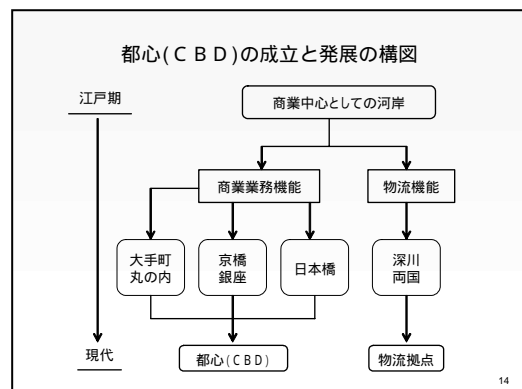 都心(CBD)の成立と発展の構図
江戸期
商業中心としての河岸
商業業務機能
物流機能
大手町
丸の内
京橋
銀座
日本橋
深川
両国
現代
都心(CBD)
物流拠点
14